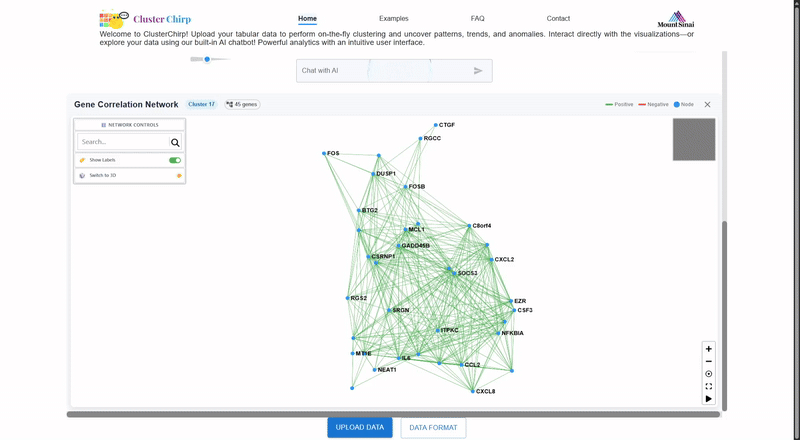 Cluster Chirp
Home
Examples
FAQ
Contact
Mount Sinai
Welcome to ClusterChirp! Upload your tabular data to perform on-the-fly clustering and uncover patterns, trends, and anomalies. Interact directly with the visualizations—or
explore your data using our built-in AI chatbot! Powerful analytics with an intuitive user interface.
Chat with AI
Gene Correlation Network
Cluster 17
45 genes
Positive
Negative
Node
NETWORK CONTROLS
Search...
Show Labels
Switch to 3D
CTGF
RGCC
FOS
DUSP1
FOSB
BTG2
C8orf4
MCL1
GADD45B
CSRNP1
CXCL2
SOCS3
RGS2
EZR
SRGN
CSF3
ITPKC
NFKBIA
IL6
CCL2
NEAT1
CXCL8
UPLOAD DATA
DATA FORMAT